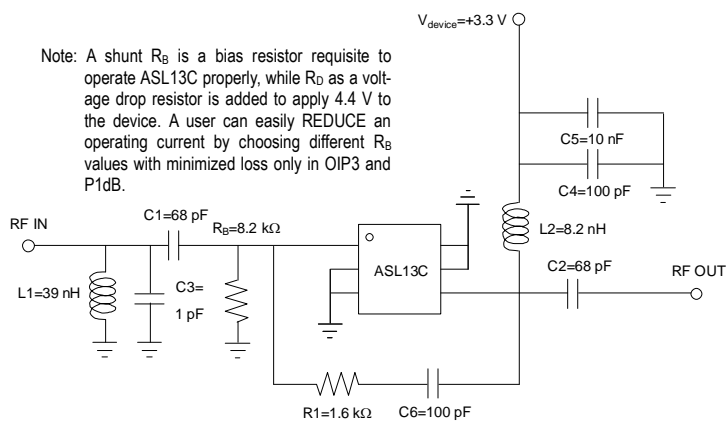 Vdevice=+3.3 V
Note: A shunt RB is a bias resistor requisite to
operate ASL13C properly, while RD as a volt-
age drop resistor is added to apply 4.4 V to
the device. A user can easily REDUCE an
operating current by choosing different RB
values with minimized loss only in OIP3 and
P1dB.
C5=10 nF
C4=100 pF
RF IN
C1=68 pF
RB=8.2 kΩ
L2=8.2 nH
ASL13C
C2=68 pF
RF OUT
L1=39 nH
C3=
1 pF
R1=1.6 kΩ
C6=100 pF